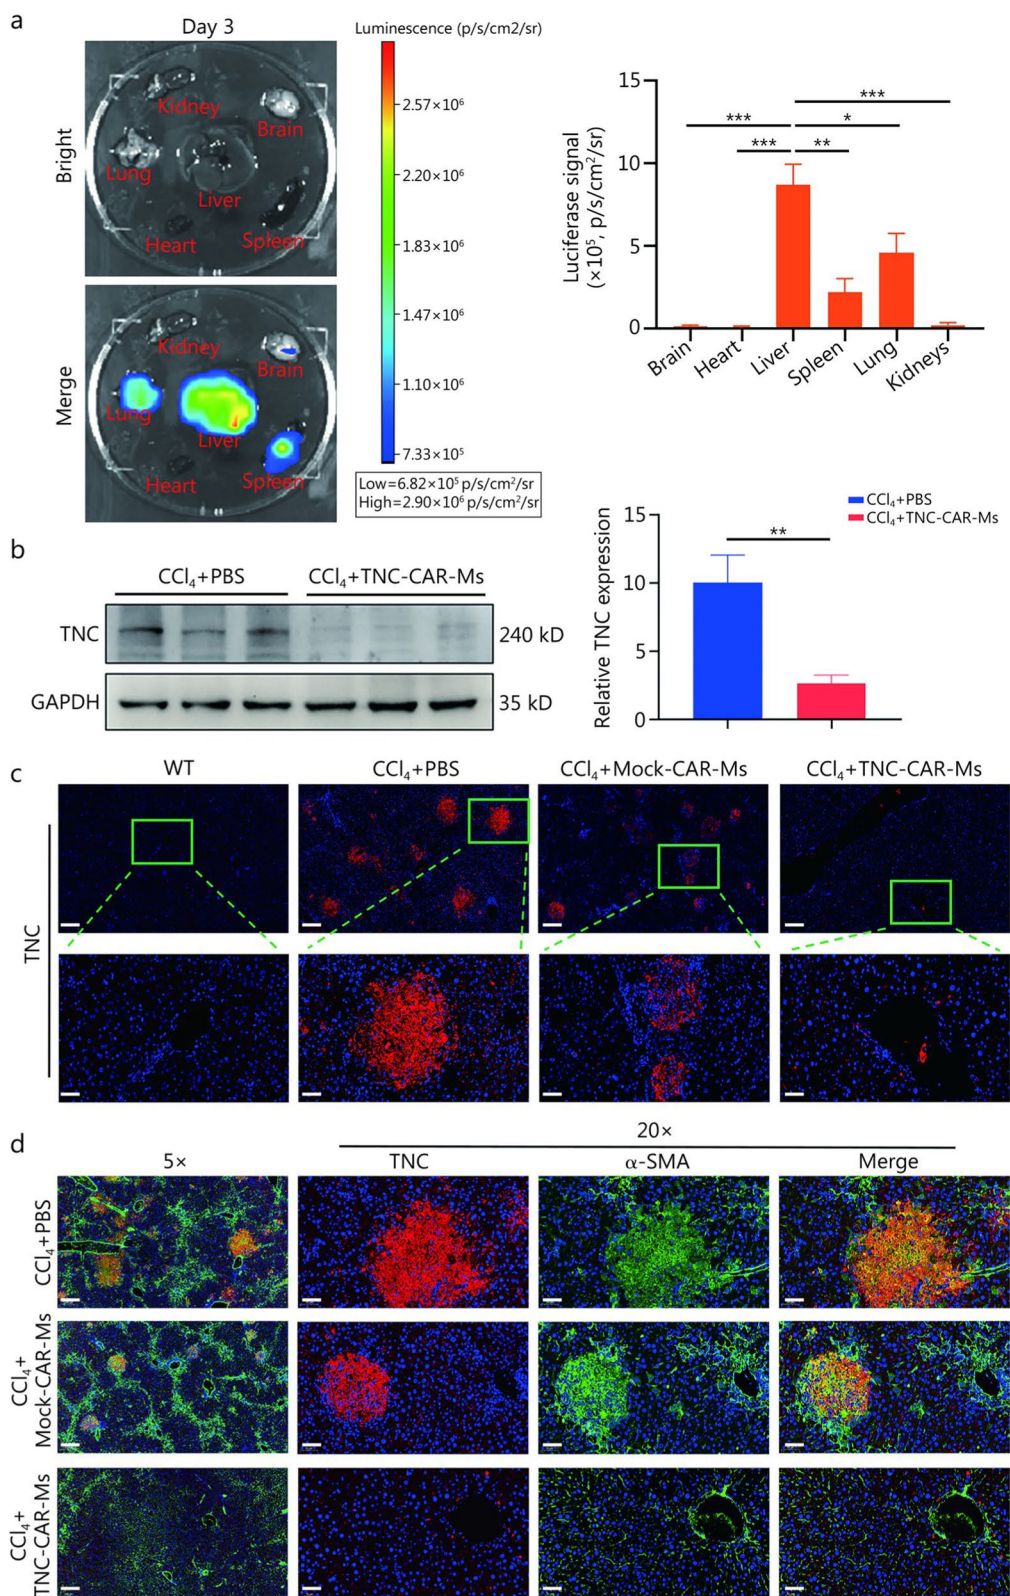 a
Day 3
Bright
Kidney
Brain
Lung
Liver
Heart
Spleen
Merge
Kidney
Brain
Lung
Liver
Heart
Spleen
Luminescence (p/s/cm2/sr)
2.57×10⁶
2.20×10⁶
1.83×10⁶
1.47×10⁶
1.10×10⁶
7.33×10⁵
Low=6.82×10⁵ p/s/cm²/sr
High=2.90×10⁶ p/s/cm²/sr
Luciferase signal
(×10⁵, p/s/cm²/sr)
15
10
5
0
***
***
*
***
**
Brain
Heart
Liver
Spleen
Lung
Kidneys
b
CCl₄+PBS
CCl₄+TNC-CAR-Ms
TNC
240 kD
GAPDH
35 kD
Relative TNC expression
15
10
5
0
**
CCl₄+PBS
CCl₄+TNC-CAR-Ms
c
WT
CCl₄+PBS
CCl₄+Mock-CAR-Ms
CCl₄+TNC-CAR-Ms
TNC
d
20×
5×
TNC
α-SMA
Merge
CCl₄+PBS
CCl₄+
Mock-CAR-Ms
CCl₄+
TNC-CAR-Ms